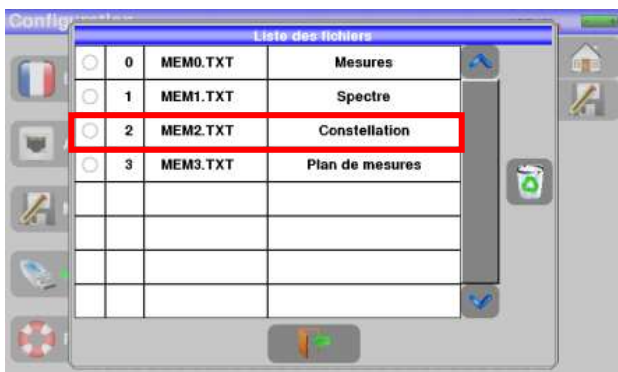 Liste des fichiers
0 MEM0.TXT Mesures
1 MEM1.TXT Spectre
2 MEM2.TXT Constellation
3 MEM3.TXT Plan de mesures